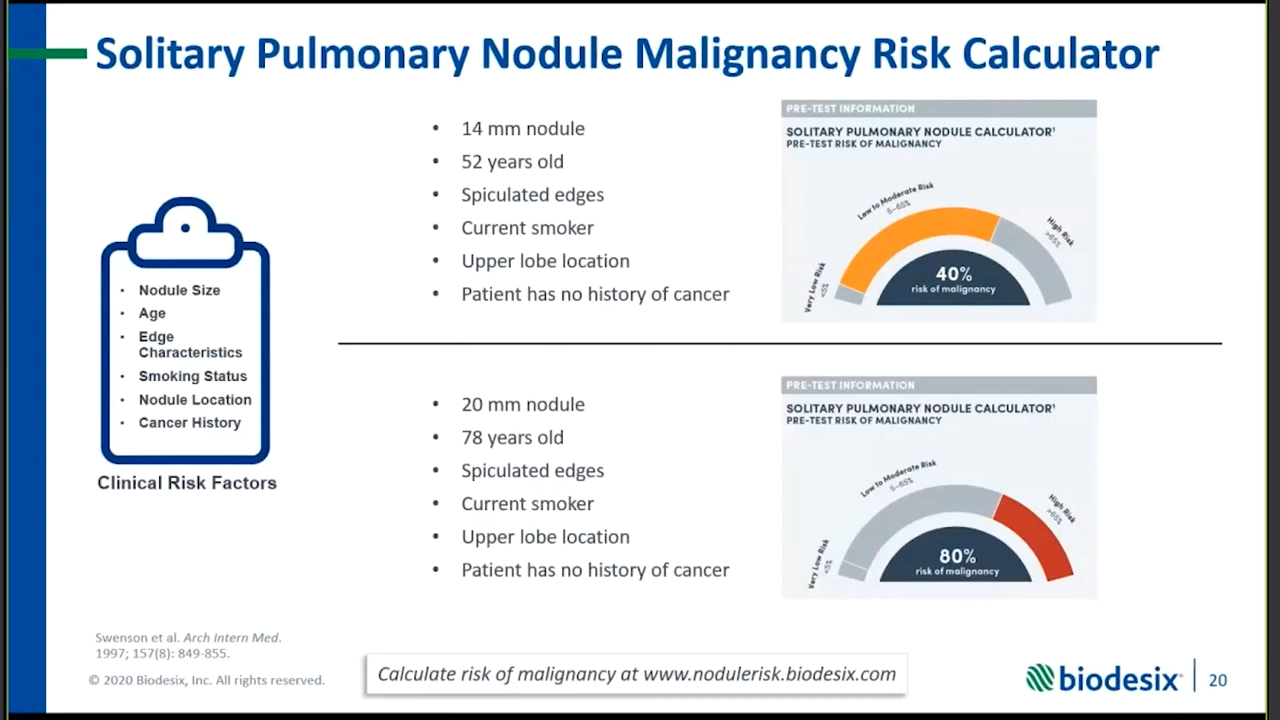 Solitary Pulmonary Nodule Malignancy Risk Calculator
• Nodule Size
• Age
• Edge
Characteristics
• Smoking Status
• Nodule Location
• Cancer History
Clinical Risk Factors
• 14 mm nodule
• 52 years old
• Spiculated edges
• Current smoker
• Upper lobe location
• Patient has no history of cancer
PRE-TEST INFORMATION
SOLITARY PULMONARY NODULE CALCULATOR¹
PRE-TEST RISK OF MALIGNANCY
Very Low Risk
<5%
Low to Moderate Risk
5–65%
High Risk
>65%
40%
risk of malignancy
• 20 mm nodule
• 78 years old
• Spiculated edges
• Current smoker
• Upper lobe location
• Patient has no history of cancer
PRE-TEST INFORMATION
SOLITARY PULMONARY NODULE CALCULATOR¹
PRE-TEST RISK OF MALIGNANCY
Very Low Risk
<5%
Low to Moderate Risk
5–65%
High Risk
>65%
80%
risk of malignancy
Swenson et al. Arch Intern Med.
1997; 157(8): 849-855.
© 2020 Biodesix, Inc. All rights reserved.
Calculate risk of malignancy at www.nodulerisk.biodesix.com
biodesix®
20